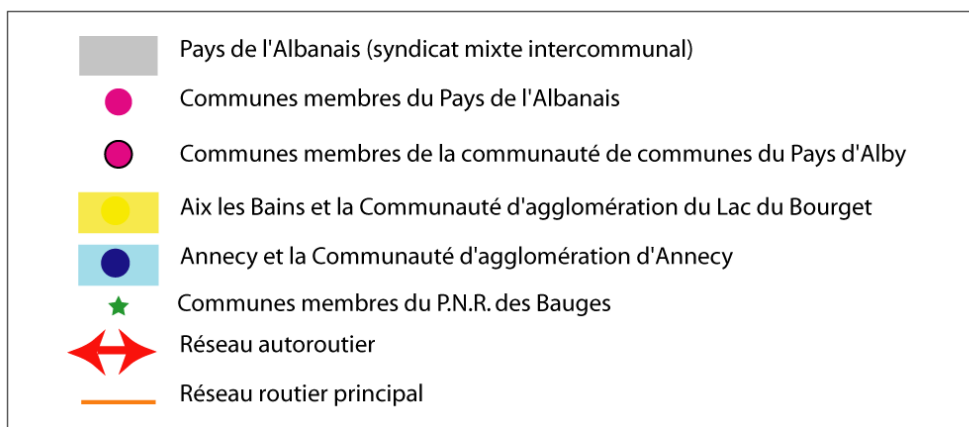 Pays de l'Albanais (syndicat mixte intercommunal)
Communes membres du Pays de l'Albanais
Communes membres de la communauté de communes du Pays d'Alby
Aix les Bains et la Communauté d'agglomération du Lac du Bourget
Annecy et la Communauté d'agglomération d'Annecy
Communes membres du P.N.R. des Bauges
Réseau autoroutier
Réseau routier principal